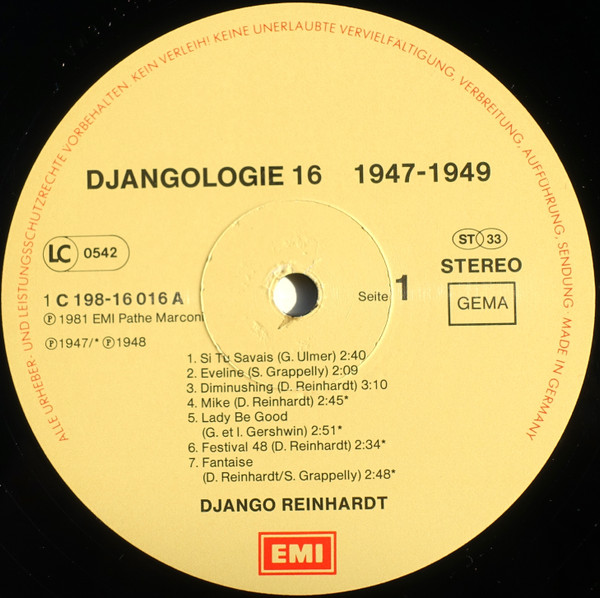 ALLE URHEBER- UND LEISTUNGSSCHUTZRECHTE VORBEHALTEN. KEIN VERLEIH! KEINE UNERLAUBTE VERVIELFÄLTIGUNG, VERBREITUNG, AUFFÜHRUNG, SENDUNG MADE IN GERMANY
DJANGOLOGIE 16 1947-1949
LC 0542
ST 33
STEREO
1 C 198-16 016 A
Seite 1
GEMA
℗ 1981 EMI Pathe Marconi
℗ 1947/* ℗ 1948
1. Si Tu Savais (G. Ulmer) 2:40
2. Eveline (S. Grappelly) 2:09
3. Diminushing (D. Reinhardt) 3:10
4. Mike (D. Reinhardt) 2:45*
5. Lady Be Good
(G. et I. Gershwin) 2:51*
6. Festival 48 (D. Reinhardt) 2:34*
7. Fantaise
(D. Reinhardt/S. Grappelly) 2:48*
DJANGO REINHARDT
EMI